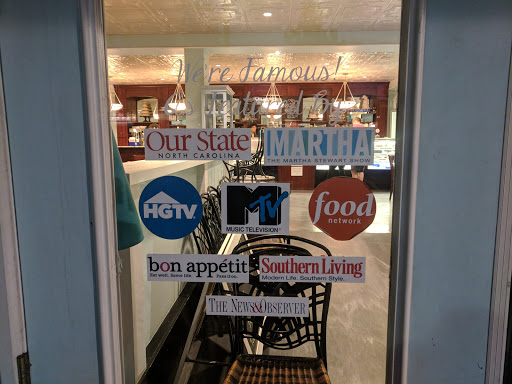 We're Famous!
Our State
NORTH CAROLINA
MARTHA
THE MARTHA STEWART SHOW
HGTV
MTV
MUSIC TELEVISION
food
network
bon appétit
Southern Living
Modern Life. Southern Style.
THE NEWS&OBSERVER